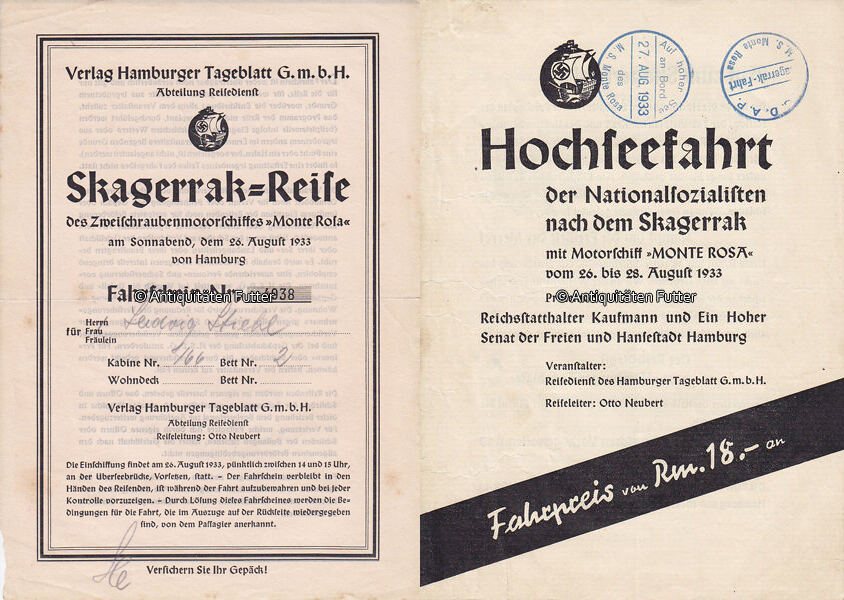 Verlag Hamburger Tageblatt G.m.b.H.
Abteilung Reisedienst
Skagerrak=Reise
des Zweischraubenmotorschiffes »Monte Rosa«
am Sonnabend, dem 26. August 1933
von Hamburg
Fahrschein Nr. 4938
© Antiquitäten Futter
für Herrn Frau Fräulein Ludwig Stiehl
Kabine Nr. 166 Bett Nr. 2
Wohndeck Bett Nr.
Verlag Hamburger Tageblatt G.m.b.H.
Abteilung Reisedienst
Reiseleitung: Otto Neubert
Die Einschiffung findet am 26. August 1933, pünktlich zwischen 14 und 15 Uhr,
an der Überseebrücke, Vorsetzen, statt. – Der Fahrschein verbleibt in den
Händen des Reisenden, ist während der Fahrt aufzubewahren und bei jeder
Kontrolle vorzuzeigen. – Durch Lösung dieses Fahrscheines werden die Be-
dingungen für die Fahrt, die im Auszuge auf der Rückseite wiedergegeben
sind, von dem Passagier anerkannt.
Versichern Sie Ihr Gepäck!
Auf hoher See
an Bord
27. AUG. 1933
des
M. S. Monte Rosa
M. S. Monte Rosa
agerrak-Fahrt
.D.A.P.
Hochseefahrt
der Nationalsozialisten
nach dem Skagerrak
mit Motorschiff »MONTE ROSA«
vom 26. bis 28. August 1933
© Antiquitäten Futter
Reichsstatthalter Kaufmann und Ein Hoher
Senat der Freien und Hansestadt Hamburg
Veranstalter:
Reisedienst des Hamburger Tageblatt G.m.b.H.
Reiseleiter: Otto Neubert
Fahrpreis von Rm. 18.- an